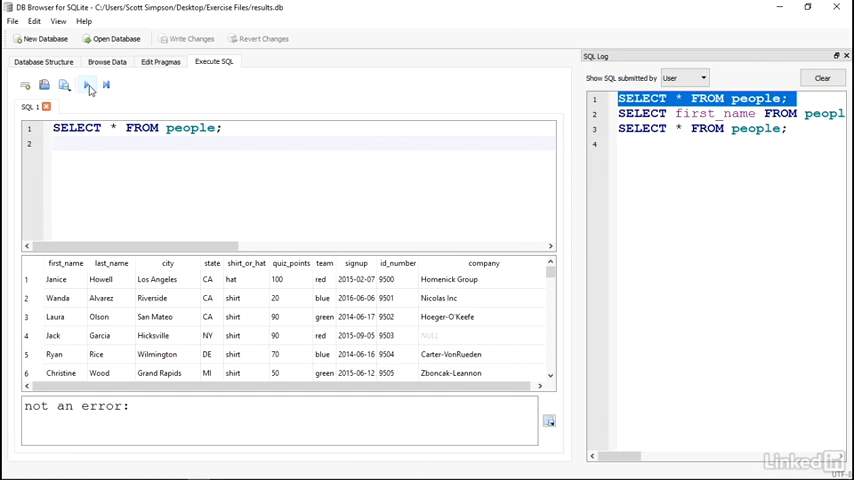 DB Browser for SQLite - C:/Users/Scott Simpson/Desktop/Exercise Files/results.db
File Edit View Help
New Database Open Database Write Changes Revert Changes
Database Structure Browse Data Edit Pragmas Execute SQL
SQL 1
1 SELECT * FROM people;
2
first_name last_name city state shirt_or_hat quiz_points team signup id_number company
1 Janice Howell Los Angeles CA hat 100 red 2015-02-07 9500 Homenick Group
2 Wanda Alvarez Riverside CA shirt 20 blue 2016-06-06 9501 Nicolas Inc
3 Laura Olson San Mateo CA shirt 90 green 2014-06-17 9502 Hoeger-O'Keefe
4 Jack Garcia Hicksville NY shirt 90 red 2015-09-05 9503 NULL
5 Ryan Rice Wilmington DE shirt 70 blue 2014-06-16 9504 Carter-VonRueden
6 Christine Wood Grand Rapids MI shirt 50 green 2015-06-12 9505 Zboncak-Leannon
not an error:
SQL Log
Show SQL submitted by User Clear
1 SELECT * FROM people;
2 SELECT first_name FROM peopl
3 SELECT * FROM people;
4
LinkedIn
UTF-8